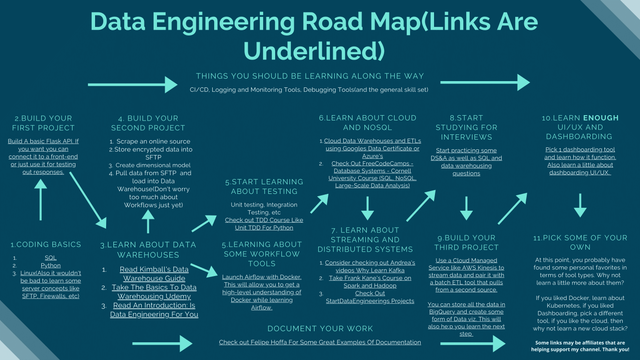 Data Engineering Road Map(Links Are
Underlined)
THINGS YOU SHOULD BE LEARNING ALONG THE WAY
CI/CD, Logging and Monitoring Tools, Debugging Tools(and the general skill set)
2.BUILD YOUR
FIRST PROJECT
Build A basic Flask API. If
you want you can
connect it to a front-end
or just use it for testing
out responses.
4. BUILD YOUR
SECOND PROJECT
1. Scrape an online source
2. Store encrypted data into
SFTP
3. Create dimensional model
4. Pull data from SFTP and
load into Data
Warehouse(Don't worry
too much about
Workflows just yet)
6.LEARN ABOUT CLOUD
AND NOSQL
1. Cloud Data Warehouses and ETLs
using Googles Data Certificate or
Azure's
2. Check Out FreeCodeCamps -
Database Systems - Cornell
University Course (SQL, NoSQL,
Large-Scale Data Analysis)
8.START
STUDYING FOR
INTERVIEWS
Start practicing some
DS&A as well as SQL and
data warehousing
questions
10.LEARN ENOUGH
UI/UX AND
DASHBOARDING
Pick 1 dashboarding tool
and learn how it function.
Also learn a little about
dashboarding UI/UX.
5.START LEARNING
ABOUT TESTING
Unit testing, Integration
Testing, etc
Check out TDD Course Like
Unit TDD For Python
1.CODING BASICS
1. SQL
2. Python
3. Linux(Also it wouldn't
be bad to learn some
server concepts like
SFTP, Firewalls, etc)
3.LEARN ABOUT DATA
WAREHOUSES
1. Read Kimball's Data
Warehouse Guide
2. Take The Basics To Data
Warehousing Udemy
3. Read An Introduction: Is
Data Engineering For You
5.LEARNING ABOUT
SOME WORKFLOW
TOOLS
Launch Airflow with Docker.
This will allow you to get a
high-level understanding of
Docker while learning
Airflow.
7. LEARN ABOUT
STREAMING AND
DISTRIBUTED SYSTEMS
1. Consider checking out Andrea's
videos Why Learn Kafka
2. Take Frank Kane's Course on
Spark and Hadoop
3. Check Out
StartDataEngineerings Projects
9.BUILD YOUR
THIRD PROJECT
Use a Cloud Managed
Service like AWS Kinesis to
stream data and pair it with
a batch ETL tool that pulls
from a second source.
You can store all the data in
BigQuery and create some
form of Data viz. This will
also help you learn the next
step
11.PICK SOME OF YOUR
OWN
At this point, you probably have
found some personal favorites in
terms of tool types. Why not
learn a little more about them?
If you liked Docker, learn about
Kubernetes, if you liked
Dashboarding, pick a different
tool, if you like the cloud, then
why not learn a new cloud stack?
Some links may be affiliates that are
helping support my channel. Thank you!
DOCUMENT YOUR WORK
Check out Felipe Hoffa For Some Great Examples Of Documentation